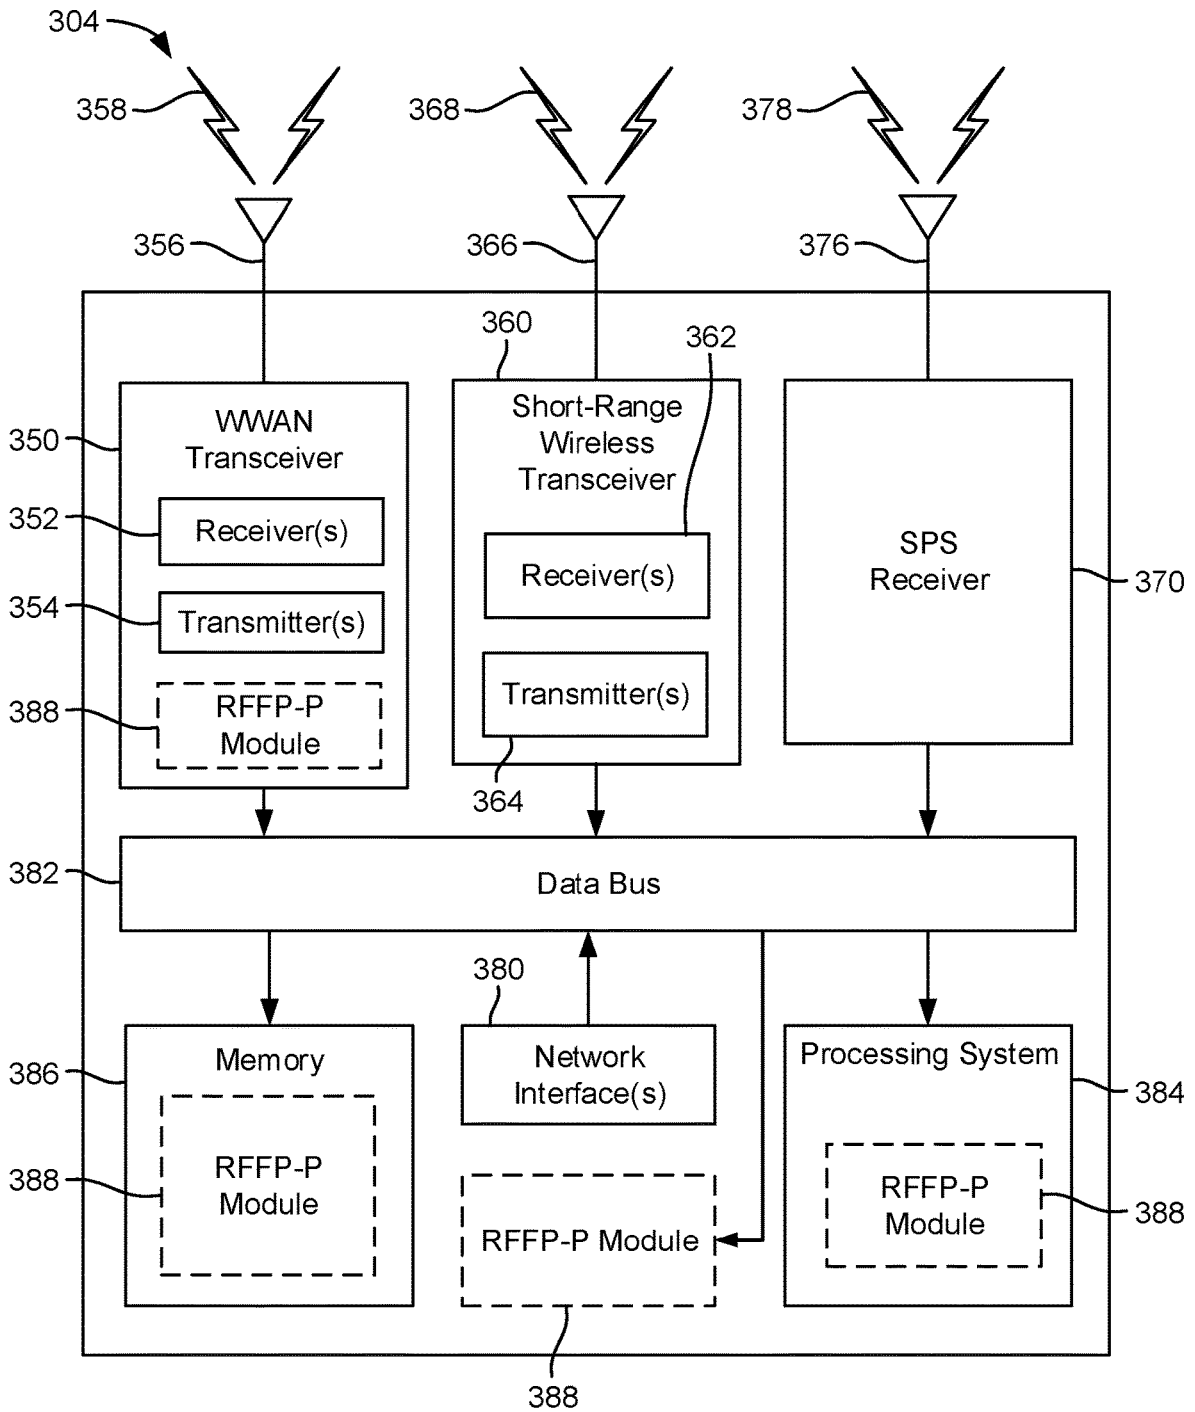 304
358
368
378
356
366
376
360
362
350
WWAN
Transceiver
Short-Range
Wireless
Transceiver
352
Receiver(s)
SPS
Receiver
370
Receiver(s)
354
Transmitter(s)
Transmitter(s)
388
RFFP-P
Module
364
382
Data Bus
380
386
Memory
Network
Interface(s)
Processing System
384
388
RFFP-P
Module
RFFP-P Module
RFFP-P
Module
388
388